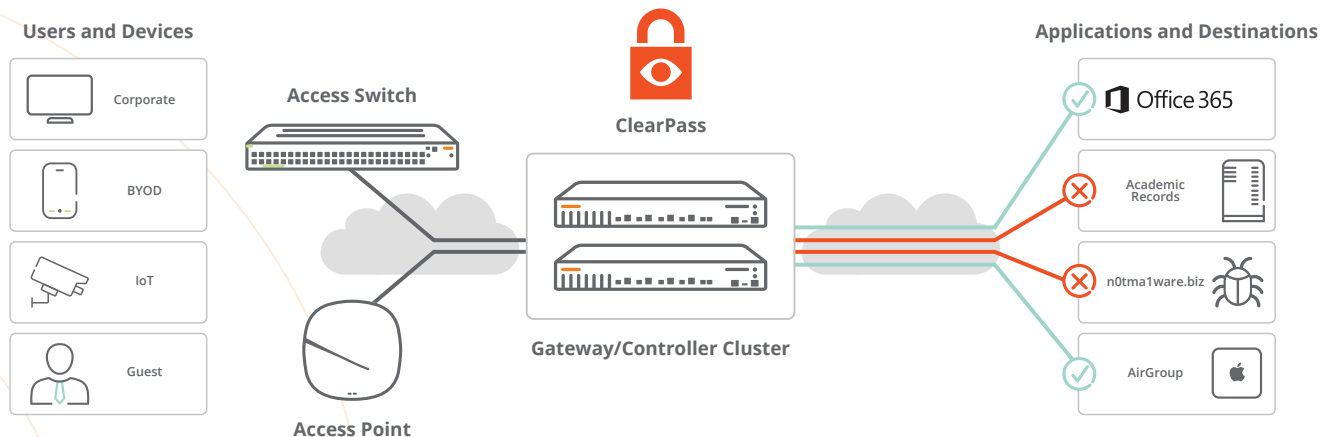 Users and Devices
Corporate
BYOD
IoT
Guest
Access Switch
Access Point
ClearPass
Gateway/Controller Cluster
Applications and Destinations
Office 365
Academic
Records
n0tma1ware.biz
AirGroup